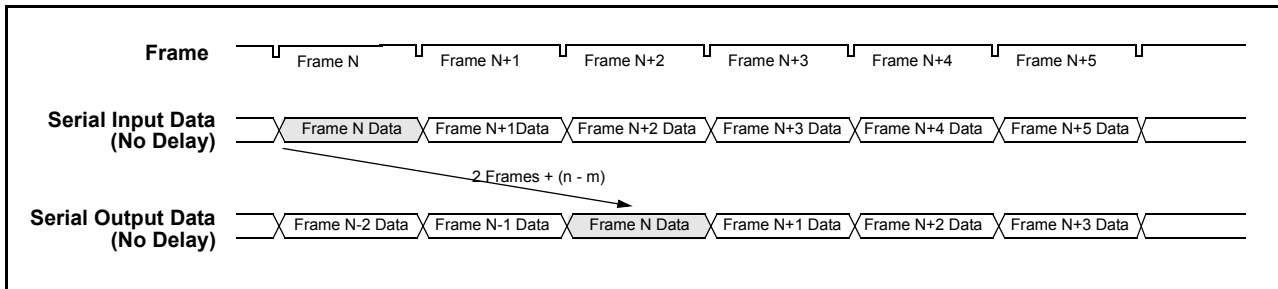 Frame
Frame N Frame N+1 Frame N+2 Frame N+3 Frame N+4 Frame N+5
Serial Input Data
(No Delay)
Frame N Data Frame N+1Data Frame N+2 Data Frame N+3 Data Frame N+4 Data Frame N+5 Data
2 Frames + (n - m)
Serial Output Data
(No Delay)
Frame N-2 Data Frame N-1 Data Frame N Data Frame N+1 Data Frame N+2 Data Frame N+3 Data